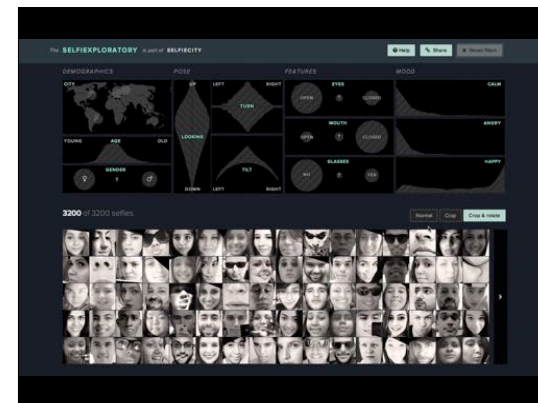 The SELFIEXPLORATORY is part of SELFIECITY
Help Share Reset Filters
DEMOGRAPHICS POSE FEATURES MOOD
CITY
YOUNG AGE OLD
GENDER
?
UP
LOOKING
DOWN
LEFT RIGHT
TURN
TILT
LEFT RIGHT
EYES
OPEN ? CLOSED
MOUTH
OPEN ? CLOSED
GLASSES
NO ? YES
CALM
ANGRY
HAPPY
3200 of 3200 selfies.
Normal Crop Crop & rotate